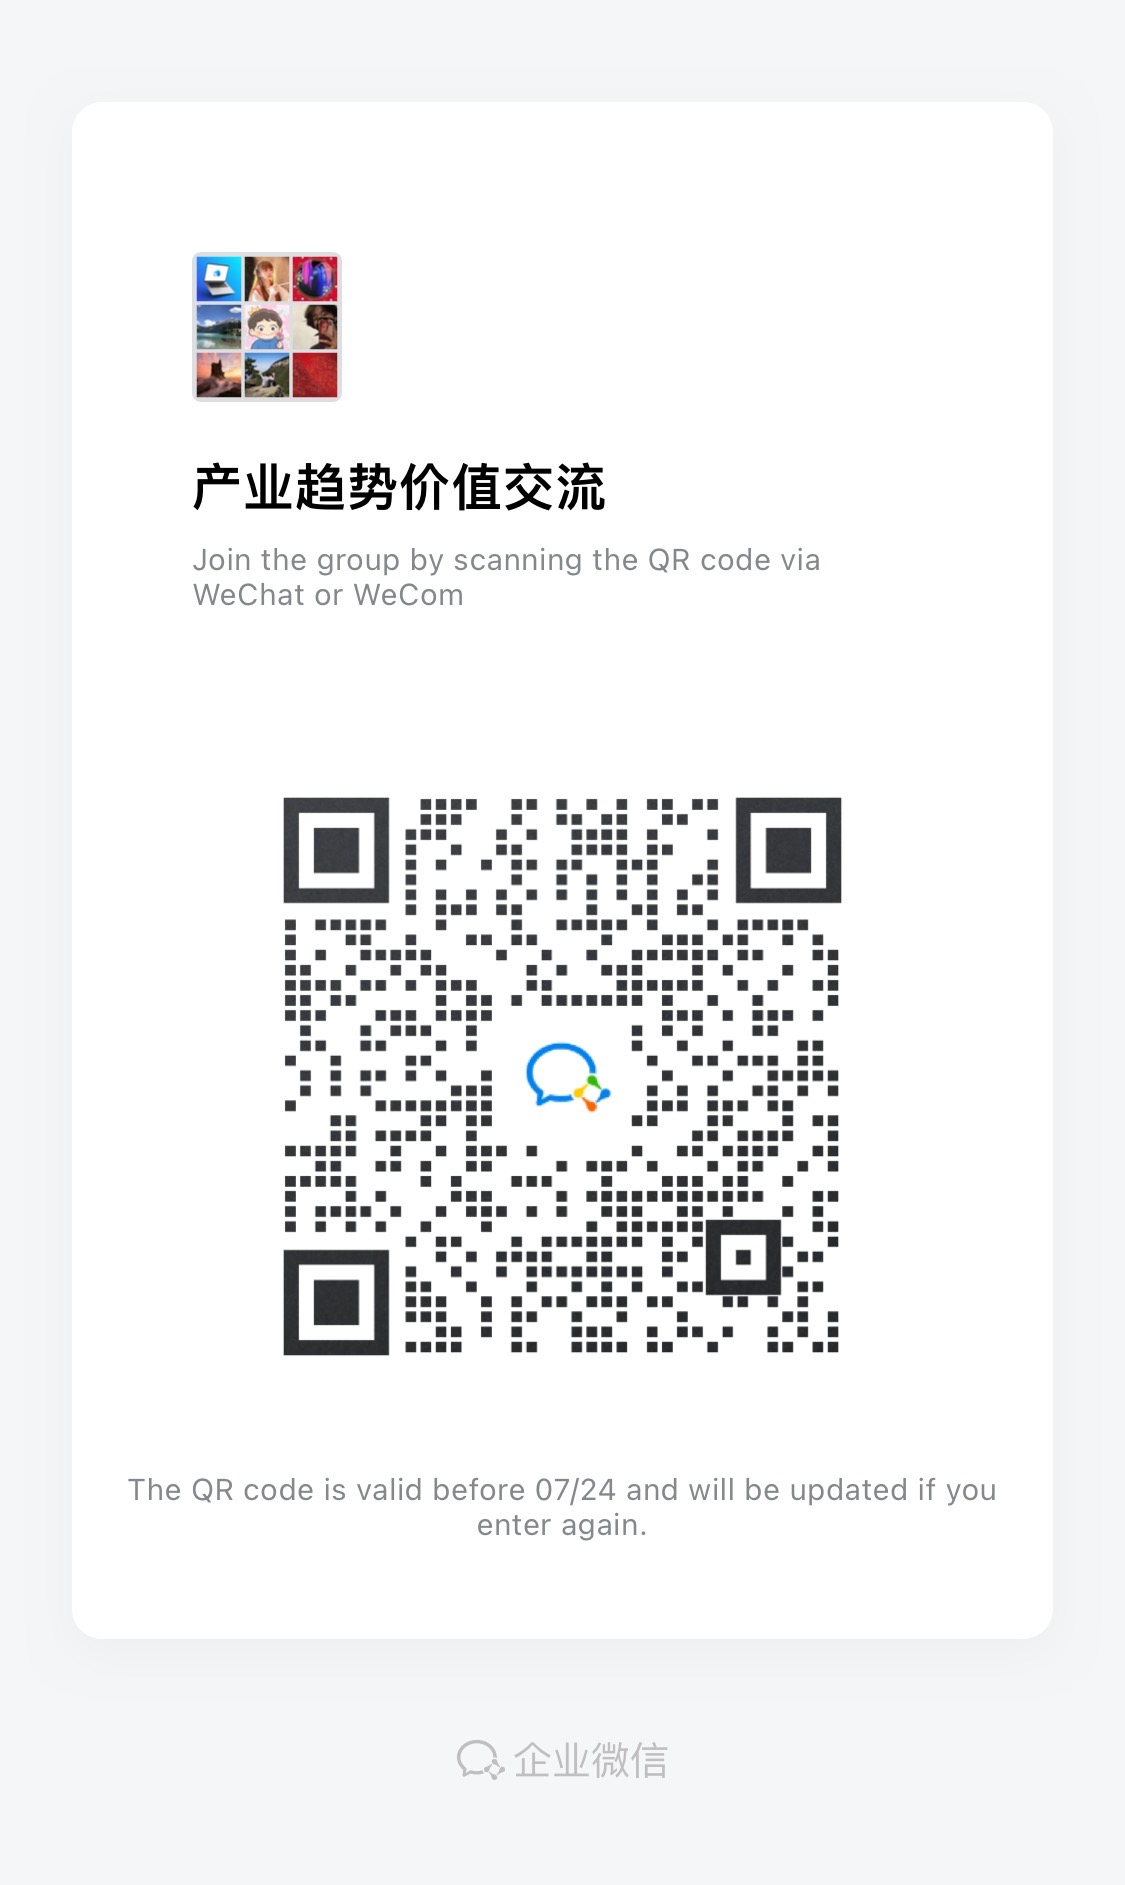 产业趋势价值交流
Join the group by scanning the QR code via
WeChat or WeCom
The QR code is valid before 07/24 and will be updated if you
enter again.
企业微信